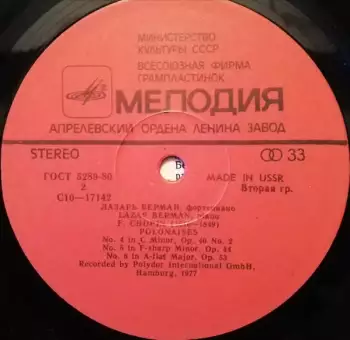 МИНИСТЕРСТВО
КУЛЬТУРЫ СССР
ВСЕСОЮЗНАЯ ФИРМА
ГРАМПЛАСТИНОК
МЕЛОДИЯ
АПРЕЛЕВСКИЙ ОРДЕНА ЛЕНИНА ЗАВОД
STEREO
33
ГОСТ 5289-80
MADE IN USSR
2
Вторая гр.
С10—17142
ЛАЗАРЬ БЕРМАН, фортепиано
LAZAR BERMAN, piano
F. CHOPIN
POLONAISES
No. 4 in C Minor, Op. 40 No. 2
No. 5 in F-sharp Minor, Op. 44
No. 6 in A-flat Major, Op. 53
Recorded by Polydor International GmbH,
Hamburg, 1977